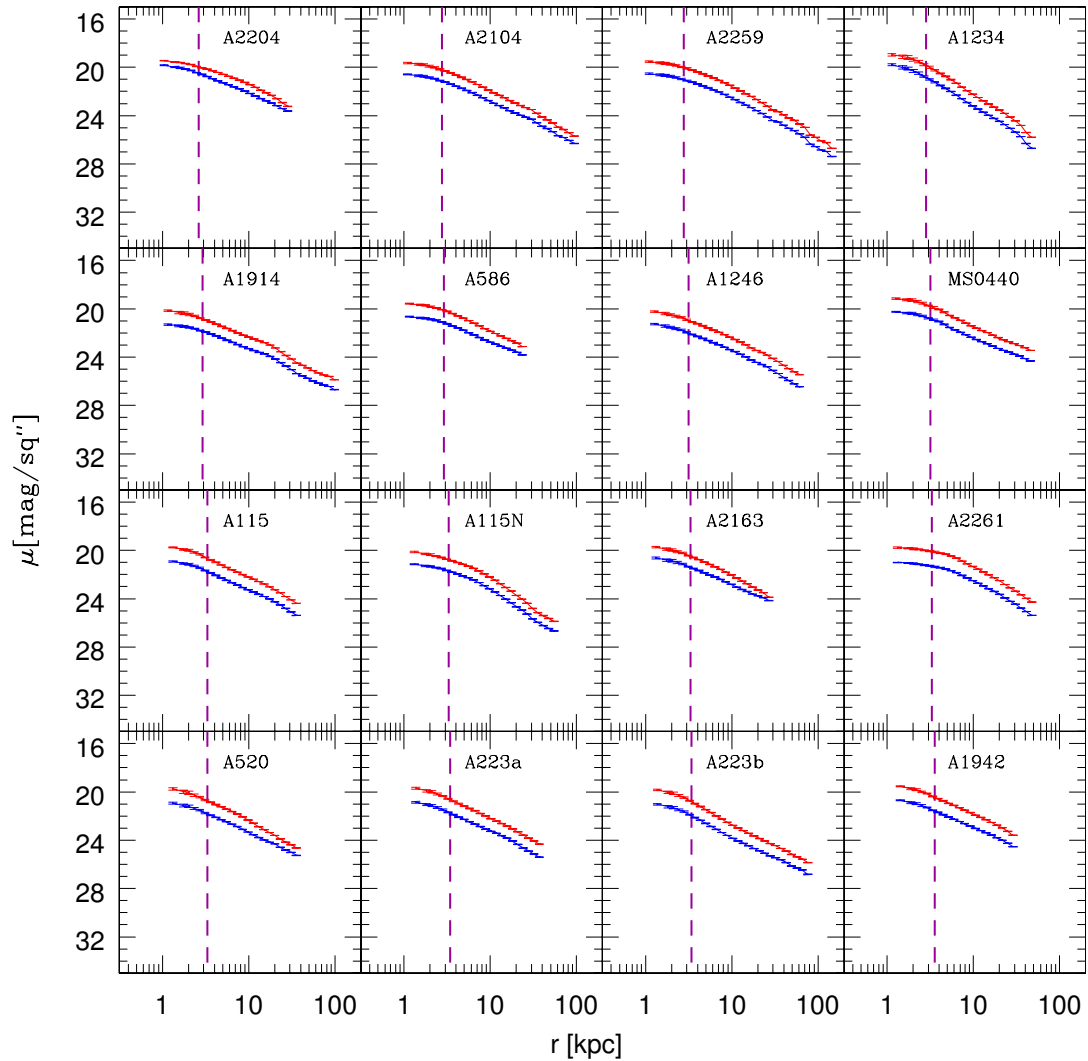 16
20
24
28
32
A2204
A2104
A2259
A1234
16
20
24
28
32
A1914
A586
A1246
MS0440
16
20
24
28
32
A115
A115N
A2163
A2261
16
20
24
28
32
A520
A223a
A223b
A1942
μ[mag/sq"]
1 10 100
1 10 100
1 10 100
1 10 100
r [kpc]